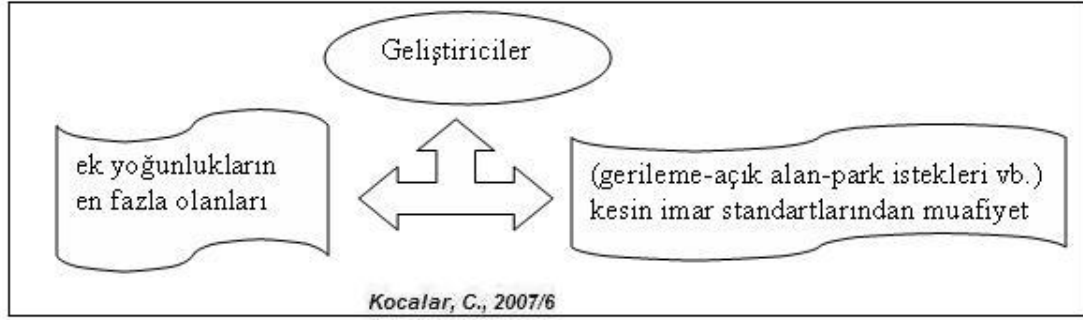 Geliştiriciler
ek yoğunlukların
en fazla olanları
(gerileme-açık alan-park istekleri vb.)
kesin imar standartlarından muafiyet
Kocalar, C., 2007/6